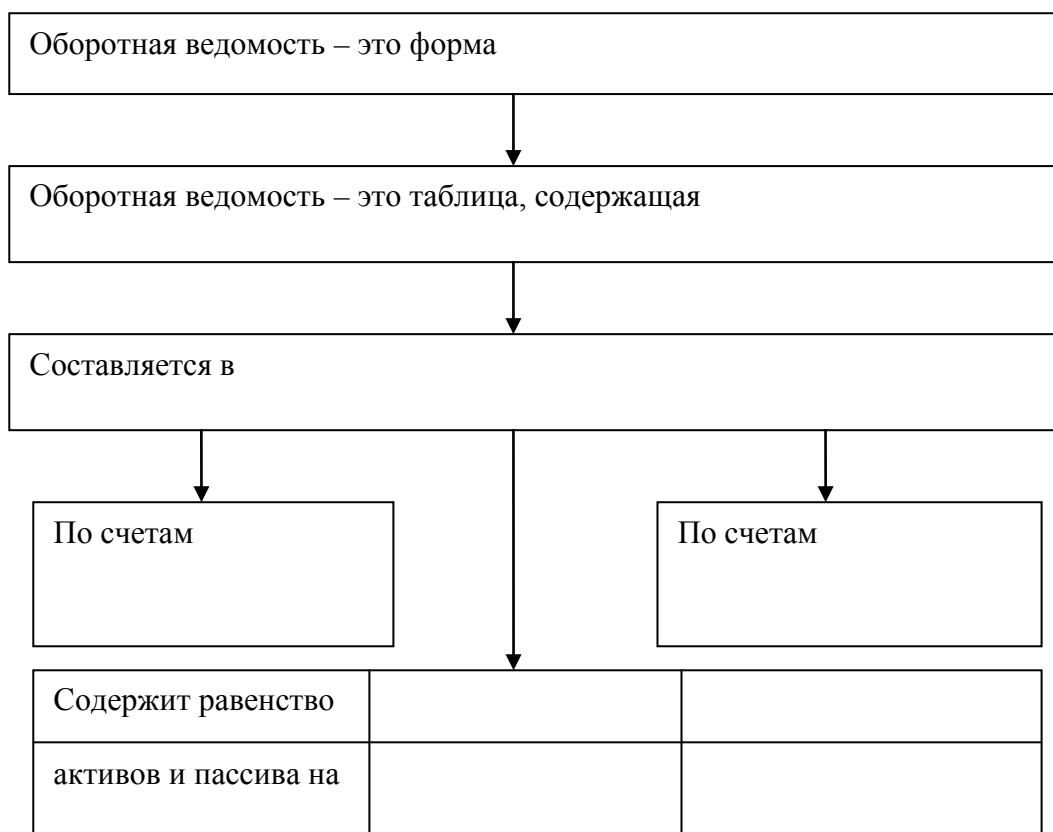 Оборотная ведомость – это форма
Оборотная ведомость – это таблица, содержащая
Составляется в
По счетам
По счетам
Содержит равенство
активов и пассива на